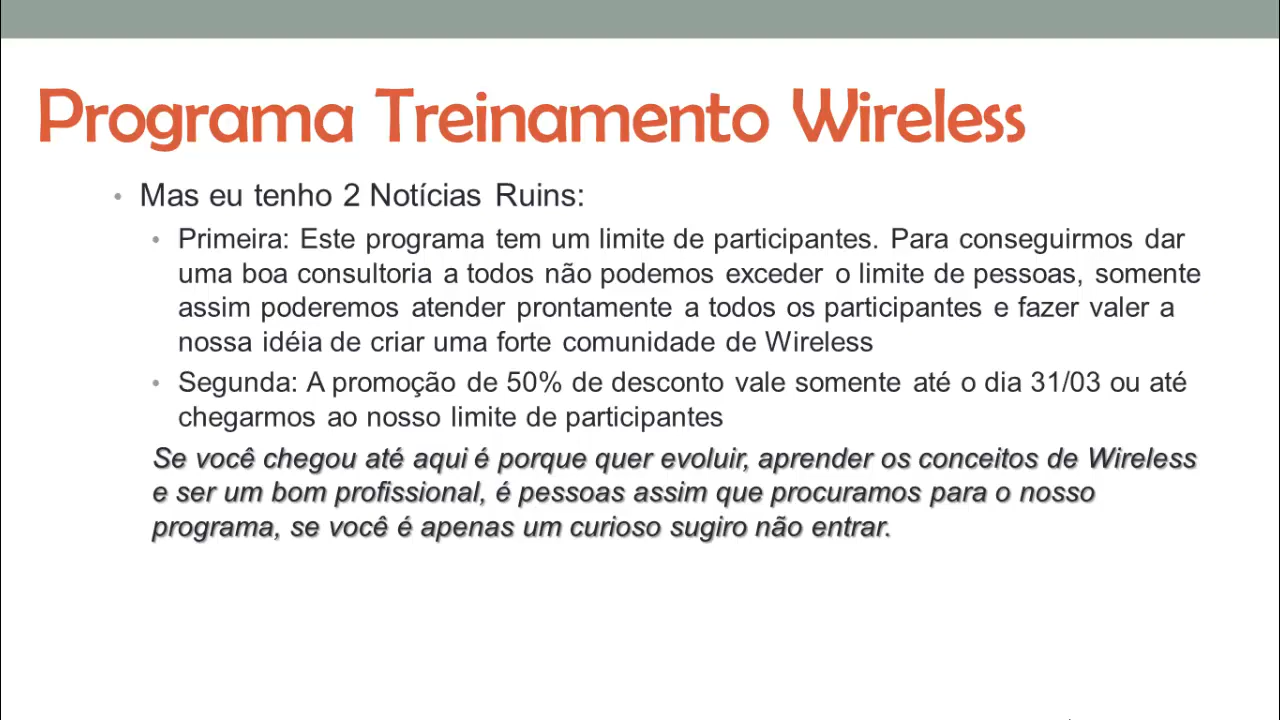 Programa Treinamento Wireless
• Mas eu tenho 2 Notícias Ruins:
• Primeira: Este programa tem um limite de participantes. Para conseguirmos dar
uma boa consultoria a todos não podemos exceder o limite de pessoas, somente
assim poderemos atender prontamente a todos os participantes e fazer valer a
nossa idéia de criar uma forte comunidade de Wireless
• Segunda: A promoção de 50% de desconto vale somente até o dia 31/03 ou até
chegarmos ao nosso limite de participantes
Se você chegou até aqui é porque quer evoluir, aprender os conceitos de Wireless
e ser um bom profissional, é pessoas assim que procuramos para o nosso
programa, se você é apenas um curioso sugiro não entrar.